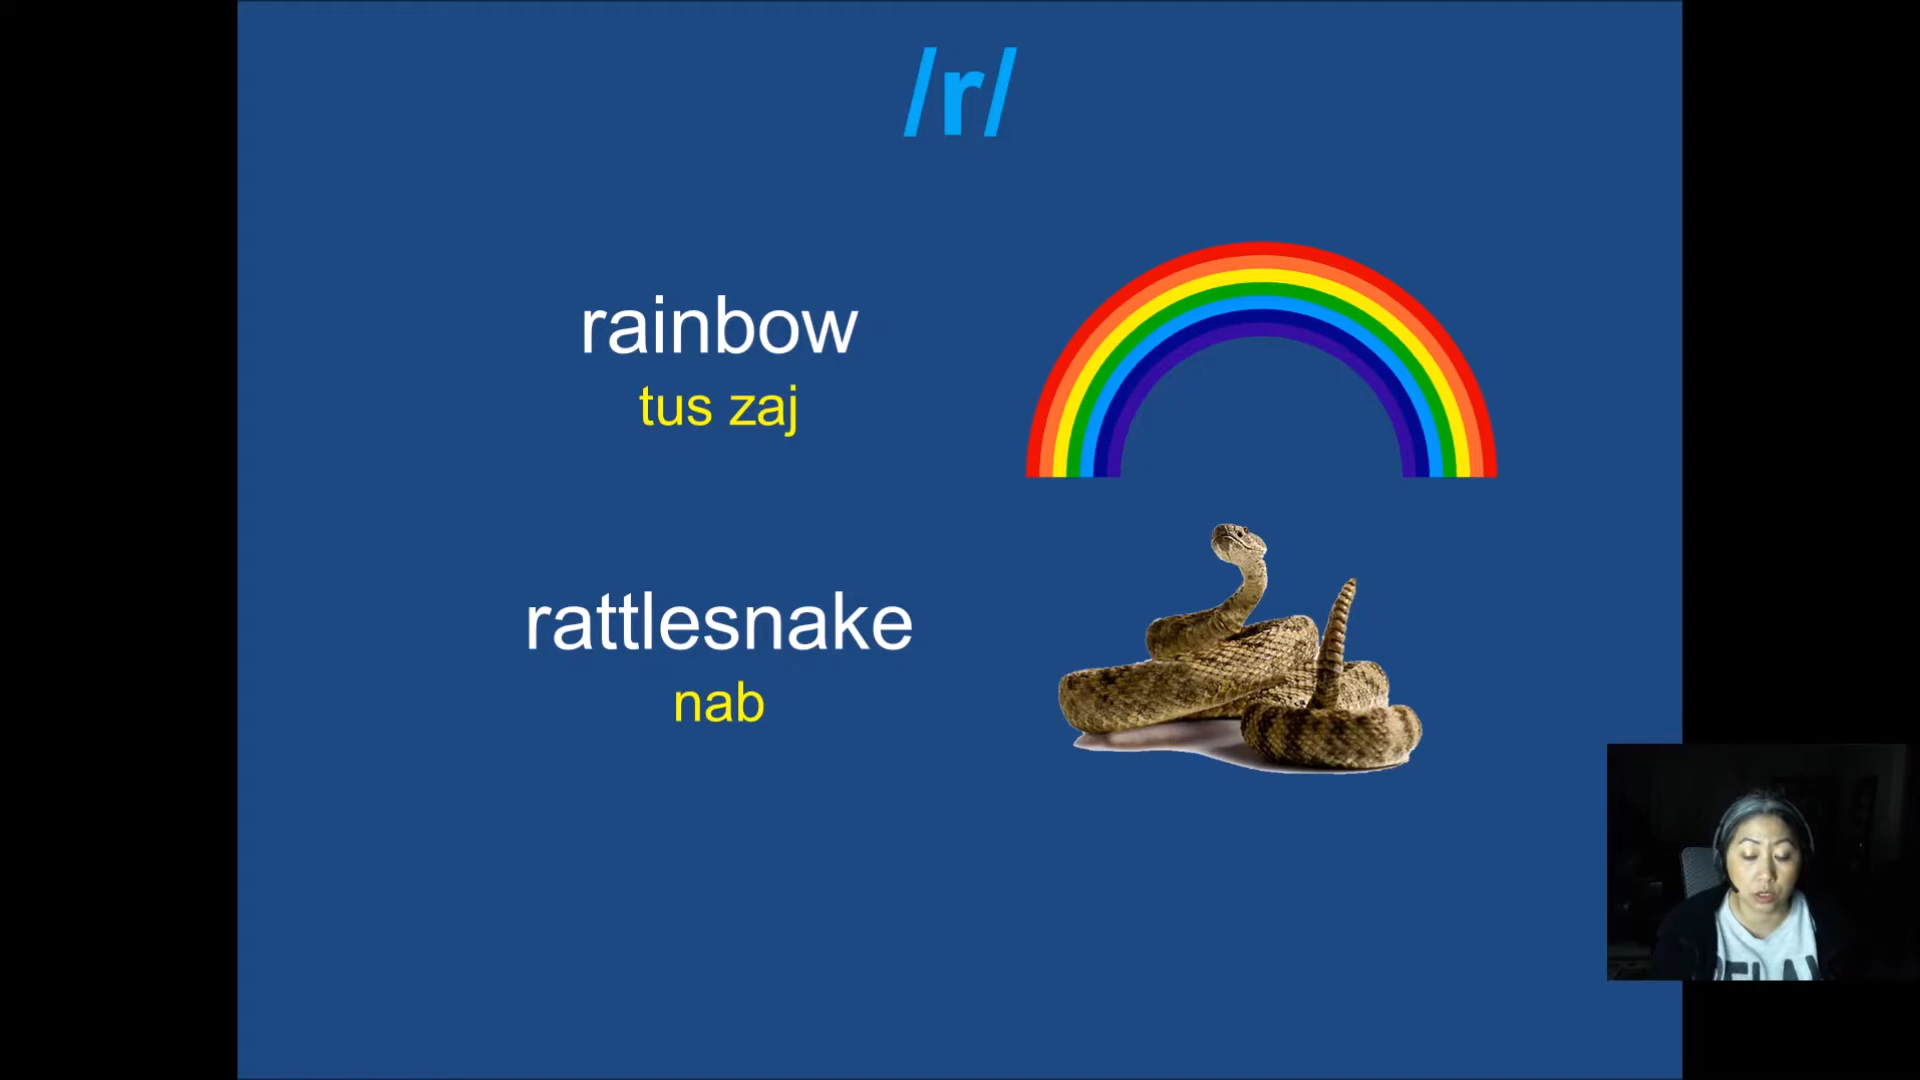 /r/
rainbow
tus zaj
rattlesnake
nab